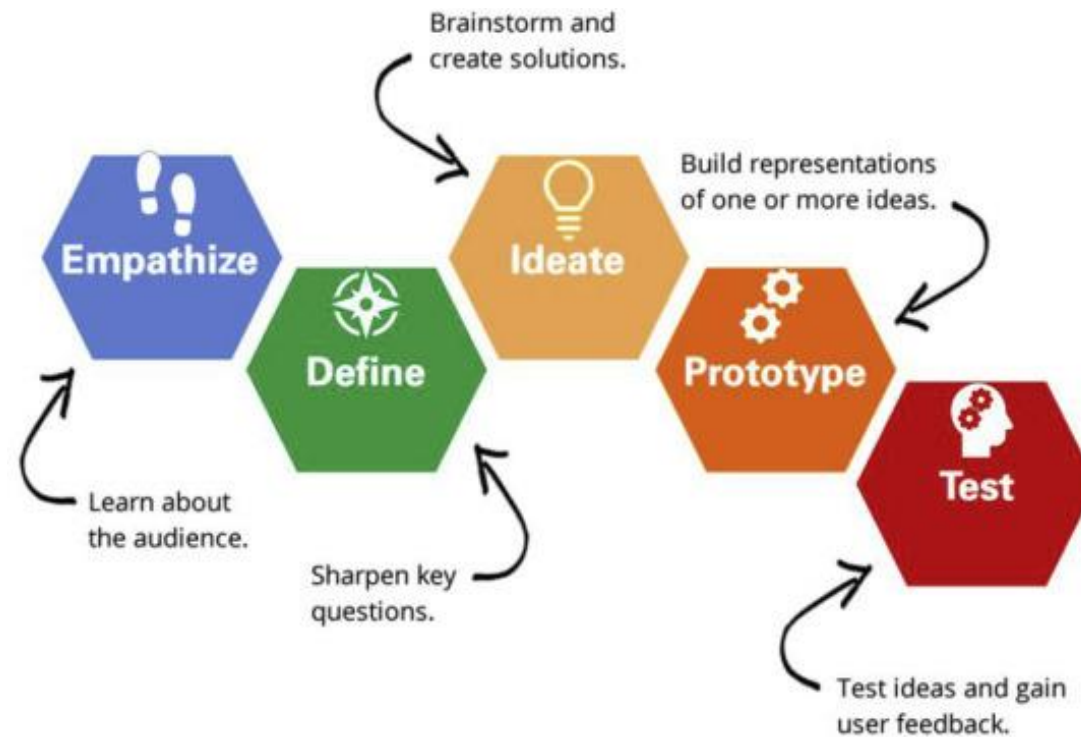 Brainstorm and
create solutions.
Build representations
of one or more ideas.
Empathize
Ideate
Define
Prototype
Test
Learn about
the audience.
Sharpen key
questions.
Test ideas and gain
user feedback.